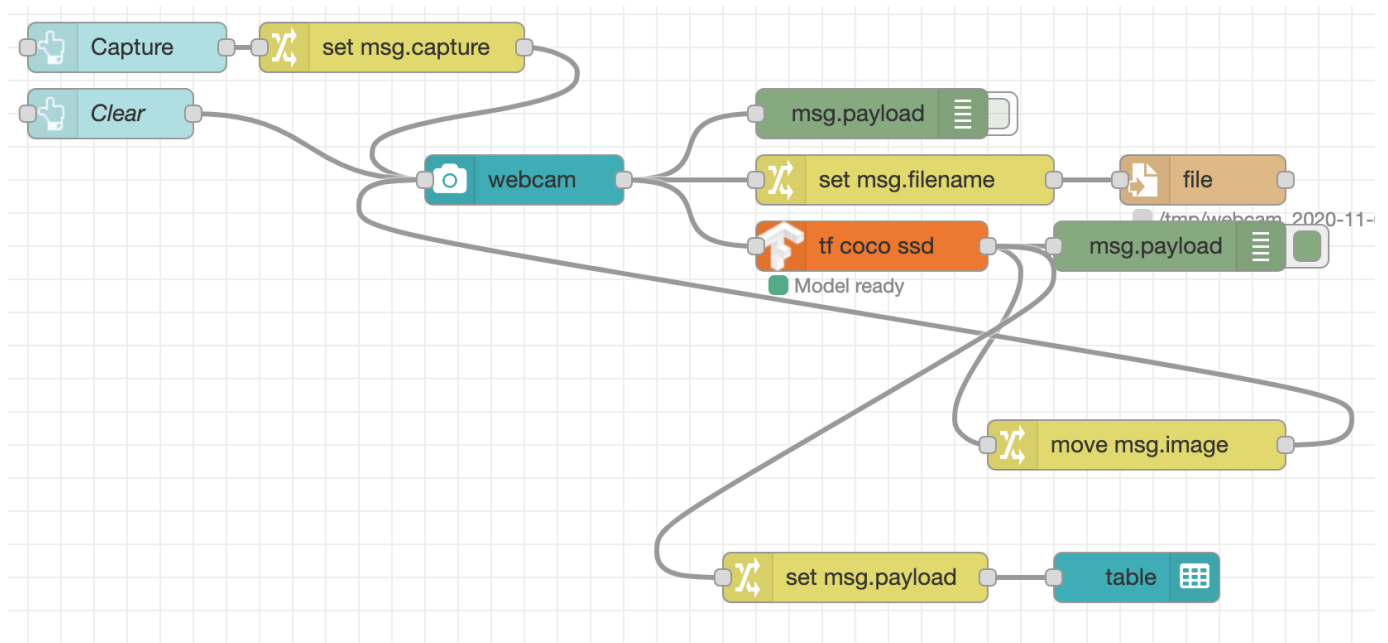 Capture
set msg.capture
Clear
msg.payload
webcam
set msg.filename
file
/tmp/webcam_2020-11-
tf coco ssd
msg.payload
Model ready
move msg.image
set msg.payload
table